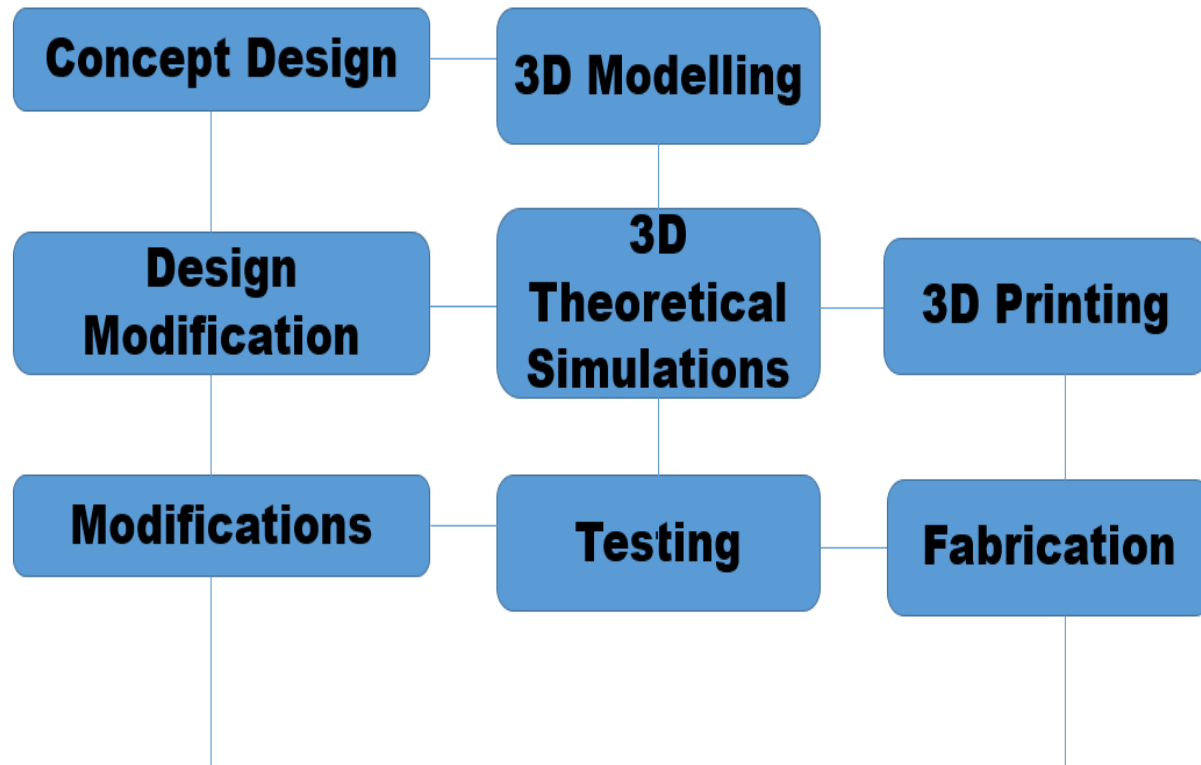 Concept Design
3D Modelling
Design
Modification
3D
Theoretical
Simulations
3D Printing
Modifications
Testing
Fabrication